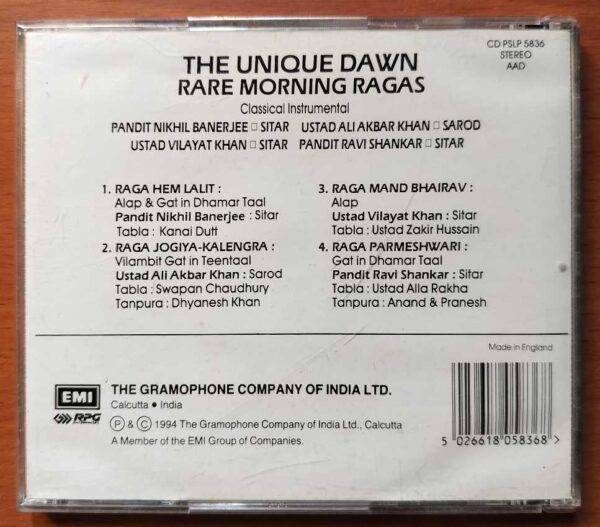 CD PSLP 5836
STEREO
AAD
THE UNIQUE DAWN
RARE MORNING RAGAS
Classical Instrumental
PANDIT NIKHIL BANERJEE □ SITAR USTAD ALI AKBAR KHAN □ SAROD
USTAD VILAYAT KHAN □ SITAR PANDIT RAVI SHANKAR □ SITAR
1. RAGA HEM LALIT :
Alap & Gat in Dhamar Taal
Pandit Nikhil Banerjee : Sitar
Tabla : Kanai Dutt
2. RAGA JOGIYA-KALENGRA :
Vilambit Gat in Teentaal
Ustad Ali Akbar Khan : Sarod
Tabla : Swapan Chaudhury
Tanpura : Dhyanesh Khan
3. RAGA MAND BHAIRAV :
Alap
Ustad Vilayat Khan : Sitar
Tabla : Ustad Zakir Hussain
4. RAGA PARMESHWARI :
Gat in Dhamar Taal
Pandit Ravi Shankar : Sitar
Tabla : Ustad Alla Rakha
Tanpura : Anand & Pranesh
Made in England
EMI
THE GRAMOPHONE COMPANY OF INDIA LTD.
Calcutta • India
RPG
Ⓟ & © 1994 The Gramophone Company of India Ltd., Calcutta
A Member of the EMI Group of Companies.
5 026618 058368 >